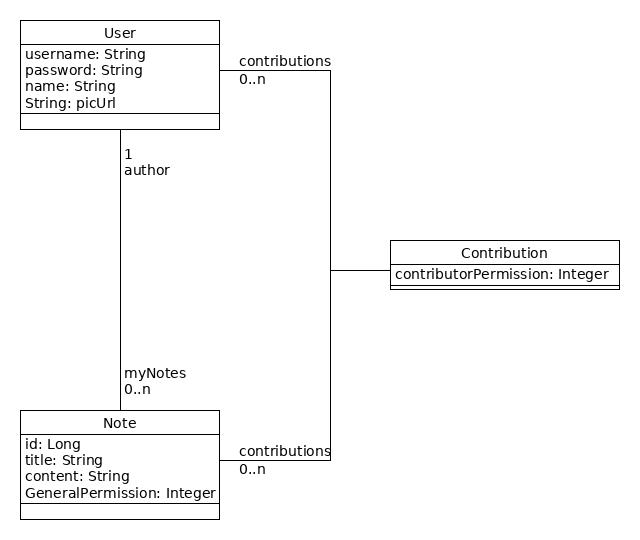 User
username: String
password: String
name: String
String: picUrl
contributions
0..n
1
author
Contribution
contributorPermission: Integer
myNotes
0..n
Note
id: Long
title: String
content: String
GeneralPermission: Integer
contributions
0..n